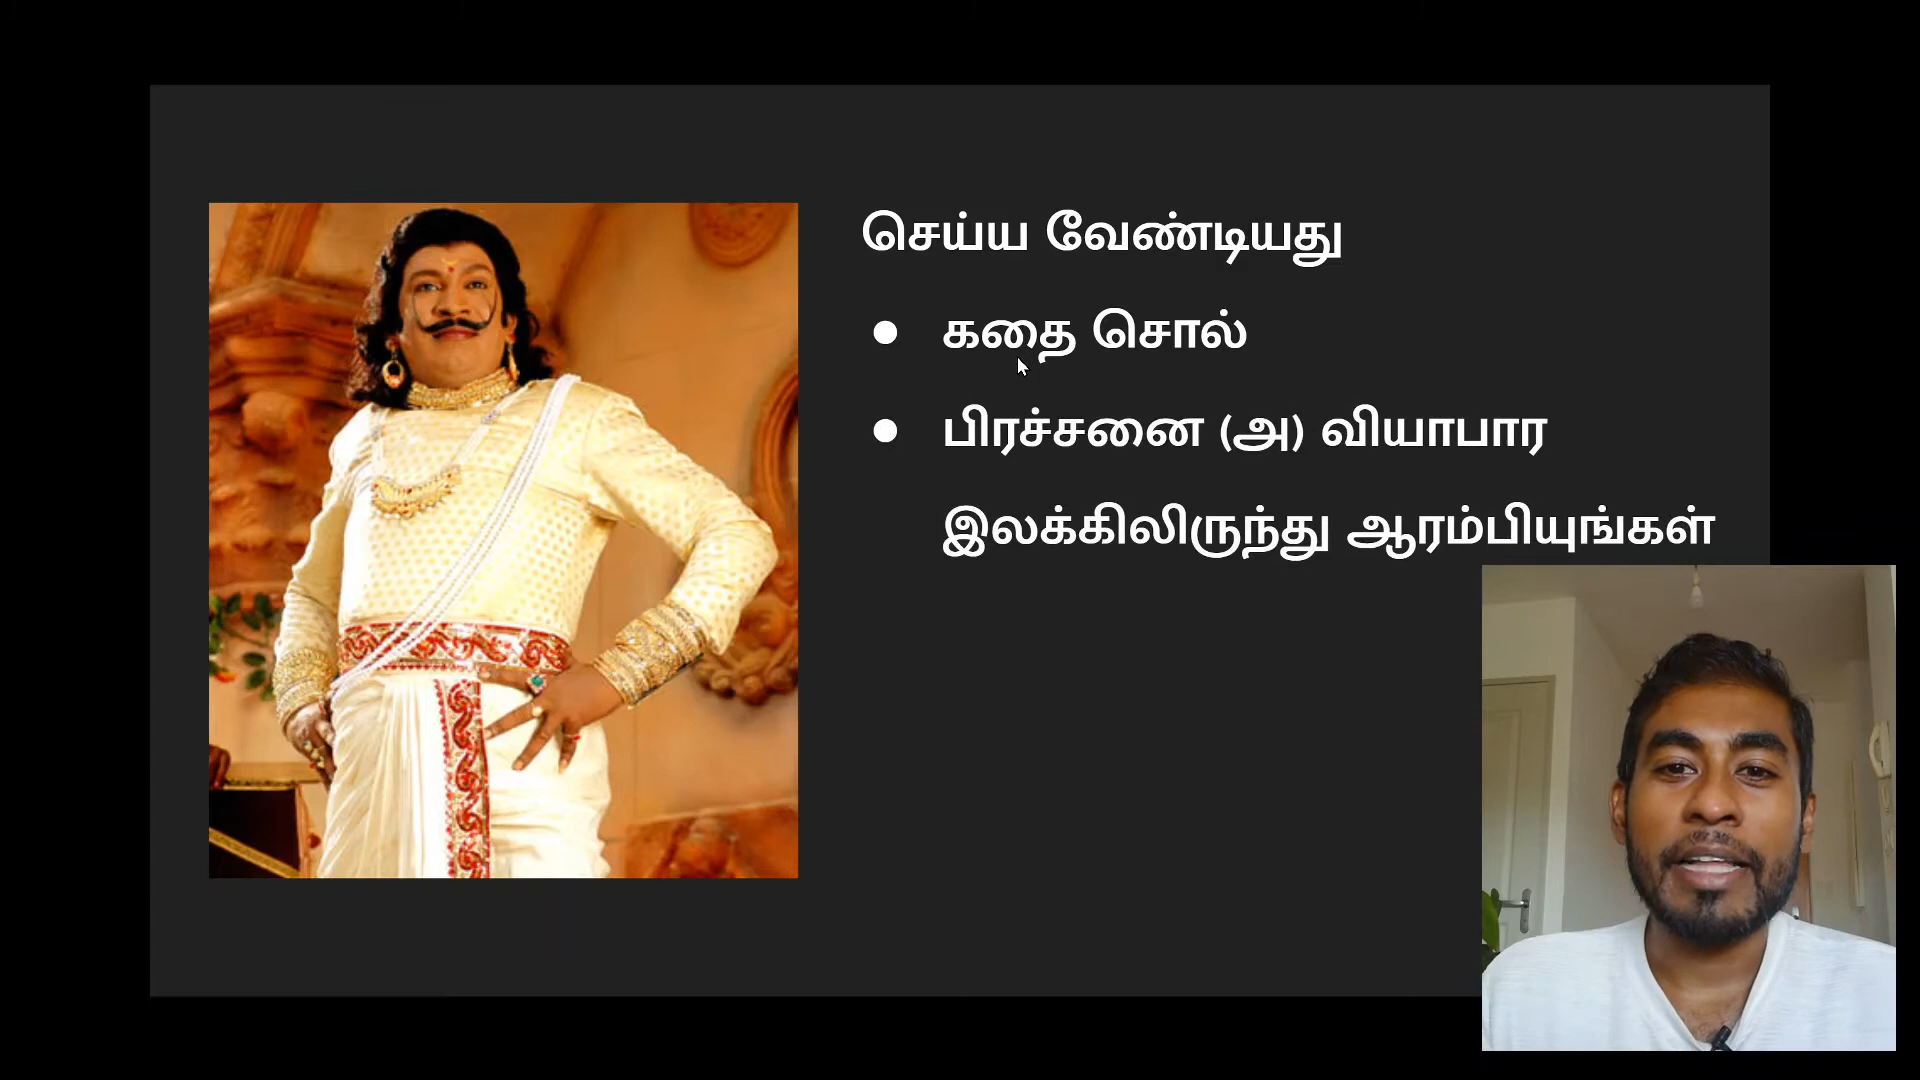 செய்ய வேண்டியது
● கதை சொல்
● பிரச்சனை (அ) வியாபார
இலக்கிலிருந்து ஆரம்பியுங்கள்